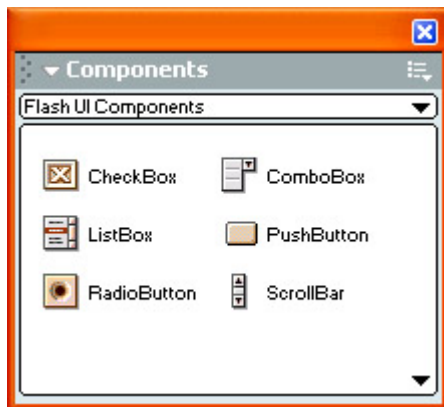 Components
Flash UI Components
CheckBox ComboBox
ListBox PushButton
RadioButton ScrollBar